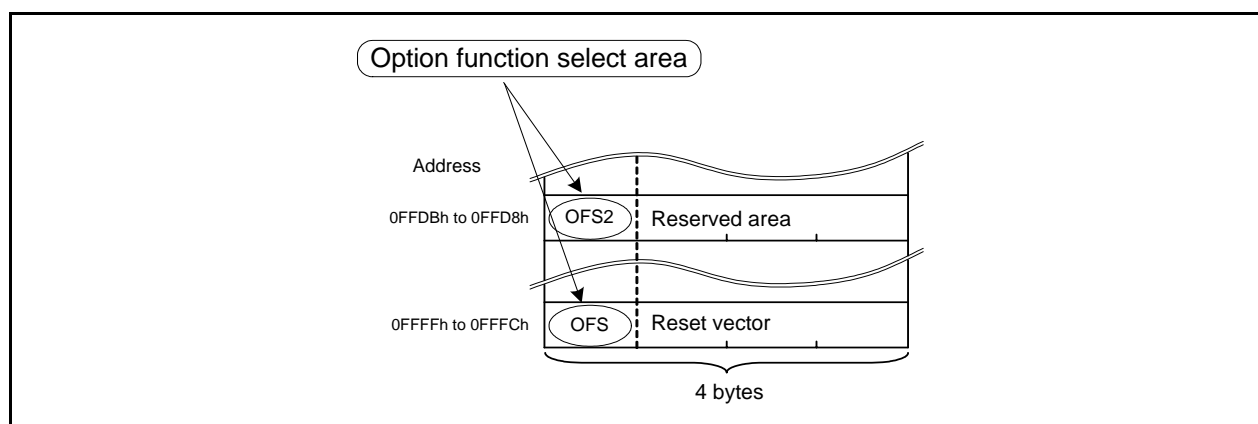 Option function select area
Address
0FFDBh to 0FFD8h
OFS2
Reserved area
0FFFFh to 0FFFCh
OFS
Reset vector
4 bytes